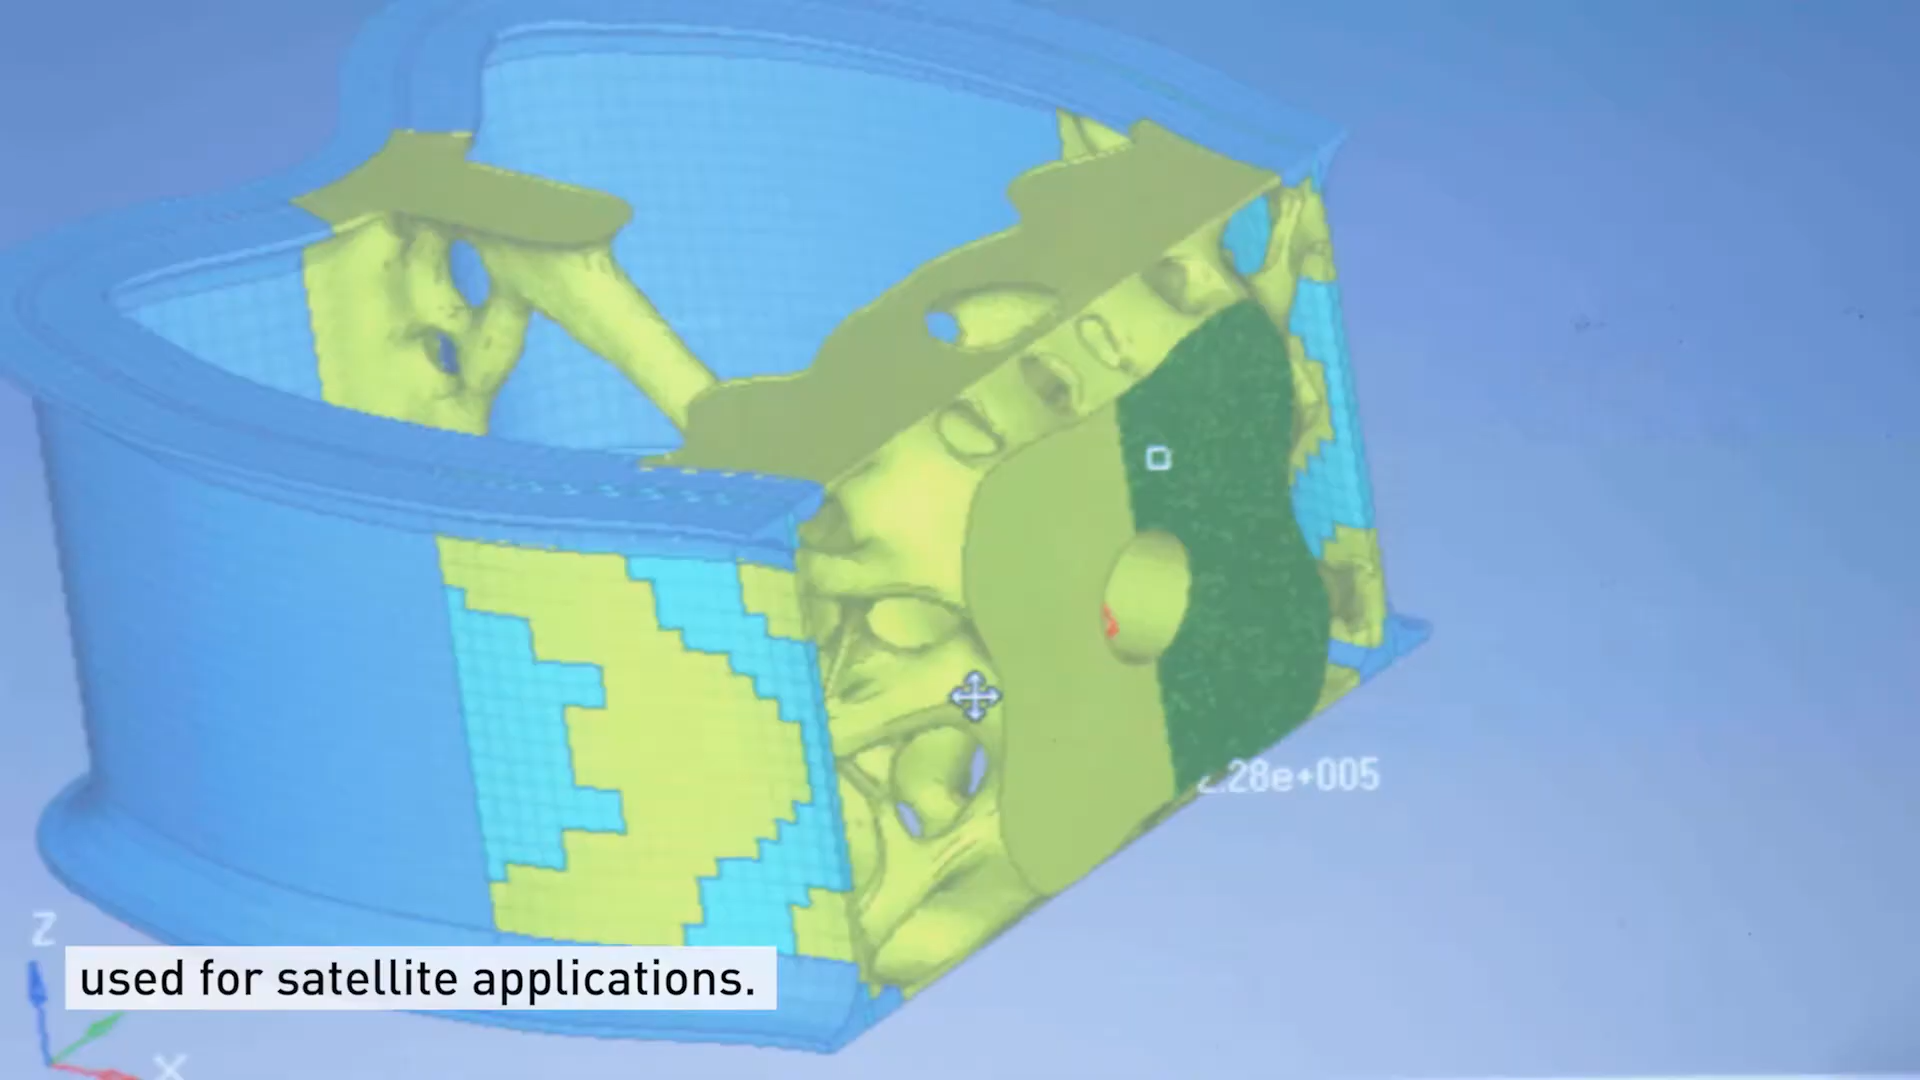 .28e+005
Z
used for satellite applications.
X